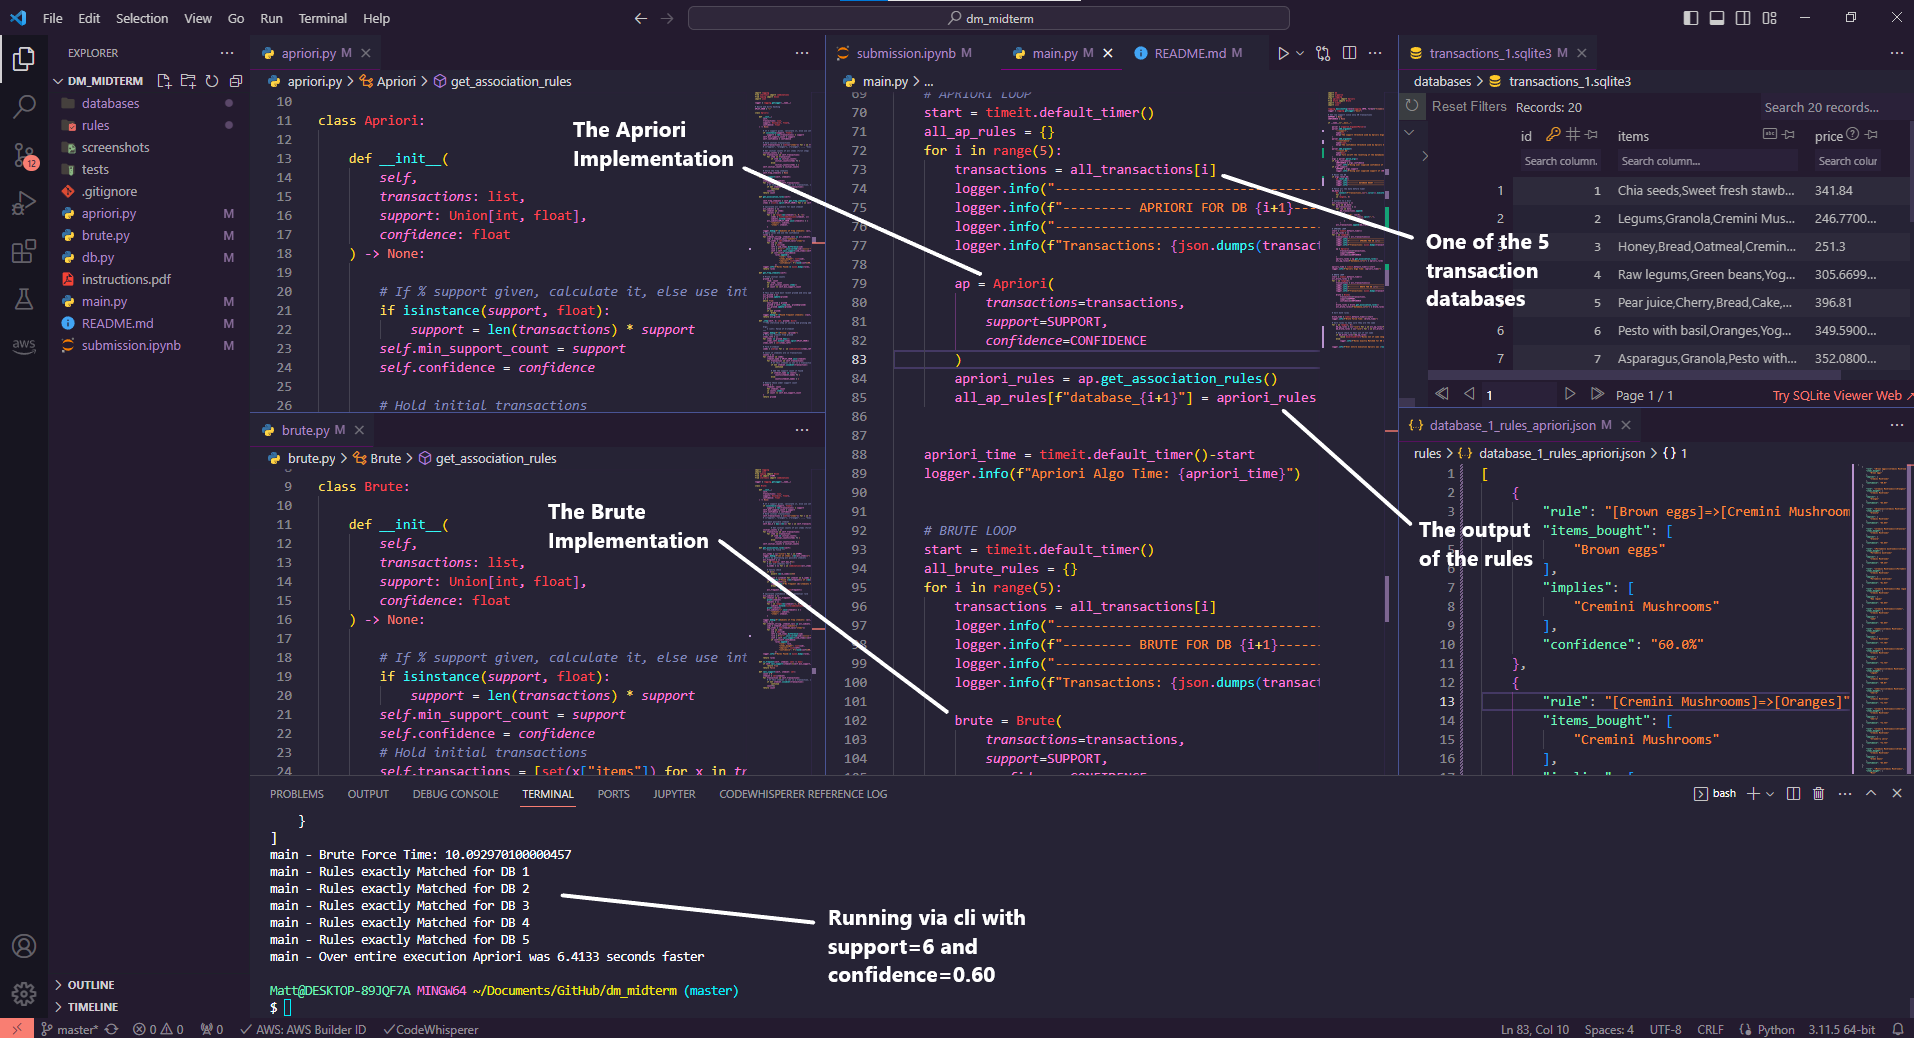 File Edit Selection View Go Run Terminal Help
dm_midterm
EXPLORER
DM_MIDTERM
databases
rules
screenshots
tests
.gitignore
apriori.py M
brute.py M
db.py M
instructions.pdf
main.py M
README.md M
submission.ipynb M
12
aws
OUTLINE
TIMELINE
apriori.py M
apriori.py > Apriori > get_association_rules
10
11 class Apriori:
12
13 def __init__(
14 self,
15 transactions: list,
16 support: Union[int, float],
17 confidence: float
18 ) -> None:
19
20 # If % support given, calculate it, else use int
21 if isinstance(support, float):
22 support = len(transactions) * support
23 self.min_support_count = support
24 self.confidence = confidence
25
26 # Hold initial transactions
The Apriori
Implementation
brute.py M
brute.py > Brute > get_association_rules
9 class Brute:
10
11 def __init__(
12 self,
13 transactions: list,
14 support: Union[int, float],
15 confidence: float
16 ) -> None:
17
18 # If % support given, calculate it, else use int
19 if isinstance(support, float):
20 support = len(transactions) * support
21 self.min_support_count = support
22 self.confidence = confidence
23 # Hold initial transactions
24 self.transactions = [set(x["items"]) for x in tr
The Brute
Implementation
submission.ipynb M main.py M README.md M
main.py > ...
69 # APRIORI LOOP
70 start = timeit.default_timer()
71 all_ap_rules = {}
72 for i in range(5):
73 transactions = all_transactions[i]
74 logger.info("----------------------------------
75 logger.info(f"--------- APRIORI FOR DB {i+1}---
76 logger.info("----------------------------------
77 logger.info(f"Transactions: {json.dumps(transact
78
79 ap = Apriori(
80 transactions=transactions,
81 support=SUPPORT,
82 confidence=CONFIDENCE
83 )
84 apriori_rules = ap.get_association_rules()
85 all_ap_rules[f"database_{i+1}"] = apriori_rules
86
87
88 apriori_time = timeit.default_timer()-start
89 logger.info(f"Apriori Algo Time: {apriori_time}")
90
91
92 # BRUTE LOOP
93 start = timeit.default_timer()
94 all_brute_rules = {}
95 for i in range(5):
96 transactions = all_transactions[i]
97 logger.info("----------------------------------
98 logger.info(f"--------- BRUTE FOR DB {i+1}-----
99 logger.info("----------------------------------
100 logger.info(f"Transactions: {json.dumps(transact
101
102 brute = Brute(
103 transactions=transactions,
104 support=SUPPORT,
confidence=CONFIDENCE
transactions_1.sqlite3 M
databases > transactions_1.sqlite3
Reset Filters Records: 20 Search 20 records...
id items price
Search column. Search column... Search colur
1 1 Chia seeds,Sweet fresh stawb... 341.84
2 2 Legums,Granola,Cremini Mus... 246.7700...
3 Honey,Bread,Oatmeal,Cremin... 251.3
4 Raw legums,Green beans,Yog... 305.6699...
5 Pear juice,Cherry,Bread,Cake,... 396.81
6 6 Pesto with basil,Oranges,Yog... 349.5900...
7 7 Asparagus,Granola,Pesto with... 352.0800...
1 Page 1 / 1 Try SQLite Viewer Web
One of the 5
transaction
databases
database_1_rules_apriori.json M
rules > {..} database_1_rules_apriori.json > { } 1
1 [
2 {
3 "rule": "[Brown eggs]=>[Cremini Mushroom
"items_bought": [
"Brown eggs"
],
7 "implies": [
8 "Cremini Mushrooms"
9 ],
10 "confidence": "60.0%"
11 },
12 {
13 "rule": "[Cremini Mushrooms]=>[Oranges]"
14 "items_bought": [
15 "Cremini Mushrooms"
16 ],
The output
of the rules
PROBLEMS OUTPUT DEBUG CONSOLE TERMINAL PORTS JUPYTER CODEWHISPERER REFERENCE LOG
bash
}
]
main - Brute Force Time: 10.092970100000457
main - Rules exactly Matched for DB 1
main - Rules exactly Matched for DB 2
main - Rules exactly Matched for DB 3
main - Rules exactly Matched for DB 4
main - Rules exactly Matched for DB 5
main - Over entire execution Apriori was 6.4133 seconds faster
Matt@DESKTOP-89JQF7A MINGW64 ~/Documents/GitHub/dm_midterm (master)
$
Running via cli with
support=6 and
confidence=0.60
master* 0 0 0 AWS: AWS Builder ID CodeWhisperer
Ln 83, Col 10 Spaces: 4 UTF-8 CRLF Python 3.11.5 64-bit